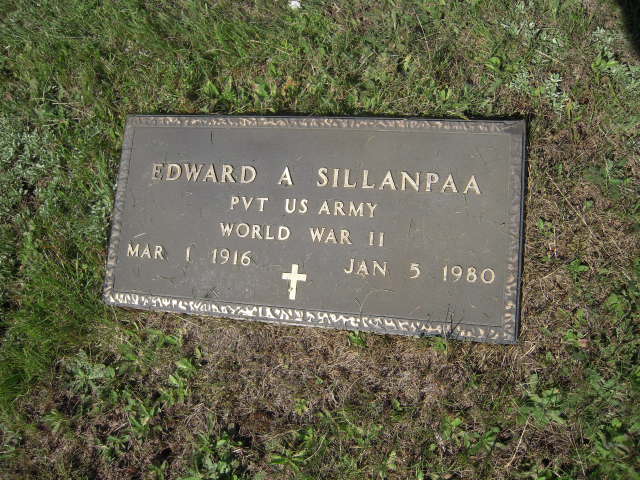 EDWARD A SILLANPAA
PVT US ARMY
WORLD WAR II
MAR 1 1916 JAN 5 1980